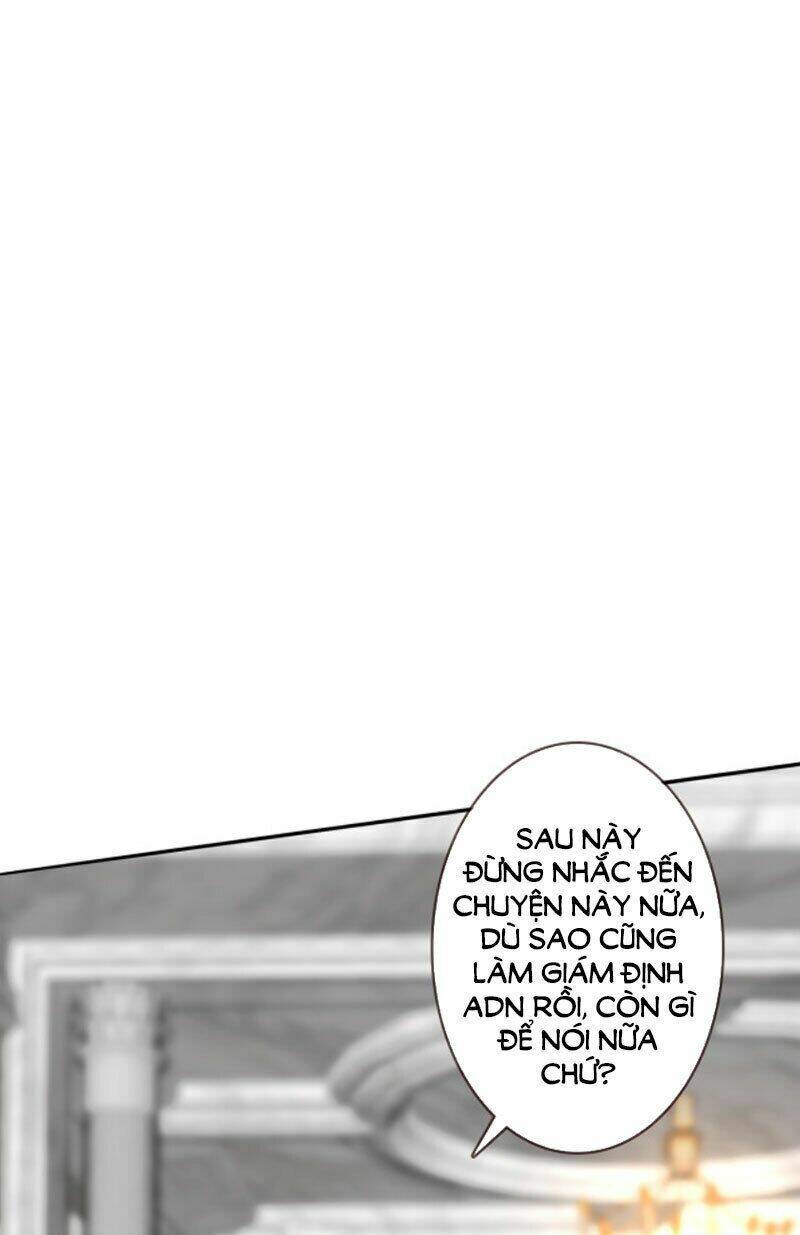 SAU NÀY
ĐỪNG NHẮC ĐẾN
CHUYỆN NÀY NỮA,
DÙ SAO CŨNG
LÀM GIÁM ĐỊNH
ADN RỒI, CÒN GÌ
ĐỂ NÓI NỮA
CHỨ?